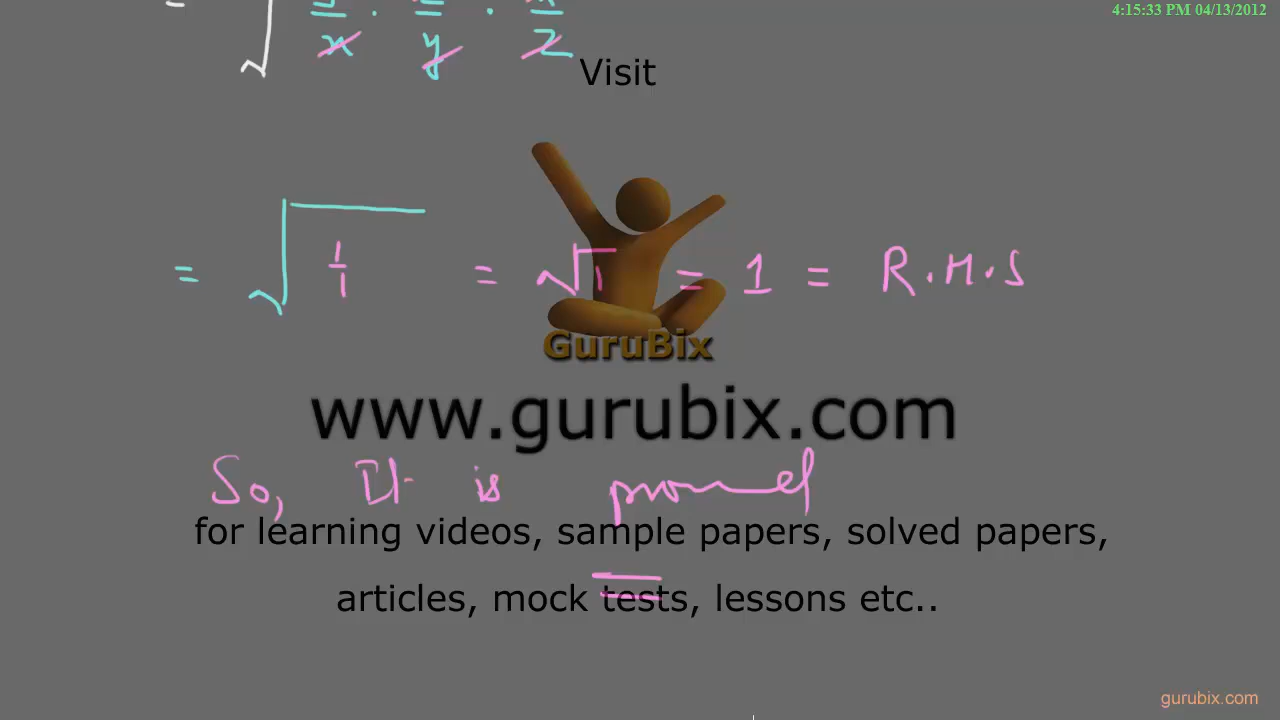 4:15:33 PM 04/13/2012
= √ x · y · z
Visit
= √ 1/1 = √1 = 1 = R.H.S
GuruBix
www.gurubix.com
So, It is proved
for learning videos, sample papers, solved papers,
articles, mock tests, lessons etc..
gurubix.com